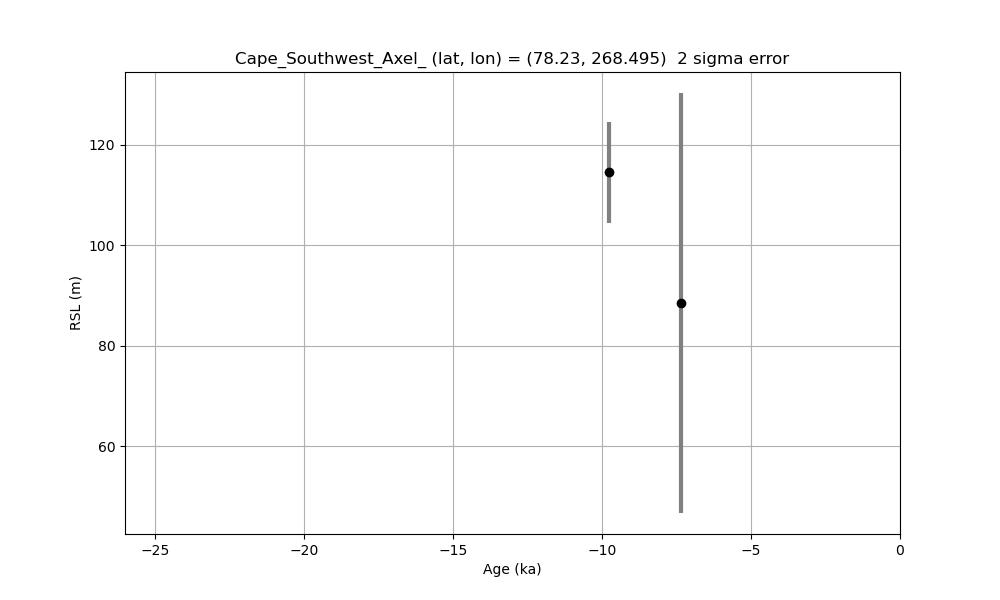 Cape_Southwest_Axel_ (lat, lon) = (78.23, 268.495)  2 sigma error
RSL (m)
120
100
80
60
−25 −20 −15 −10 −5 0
Age (ka)